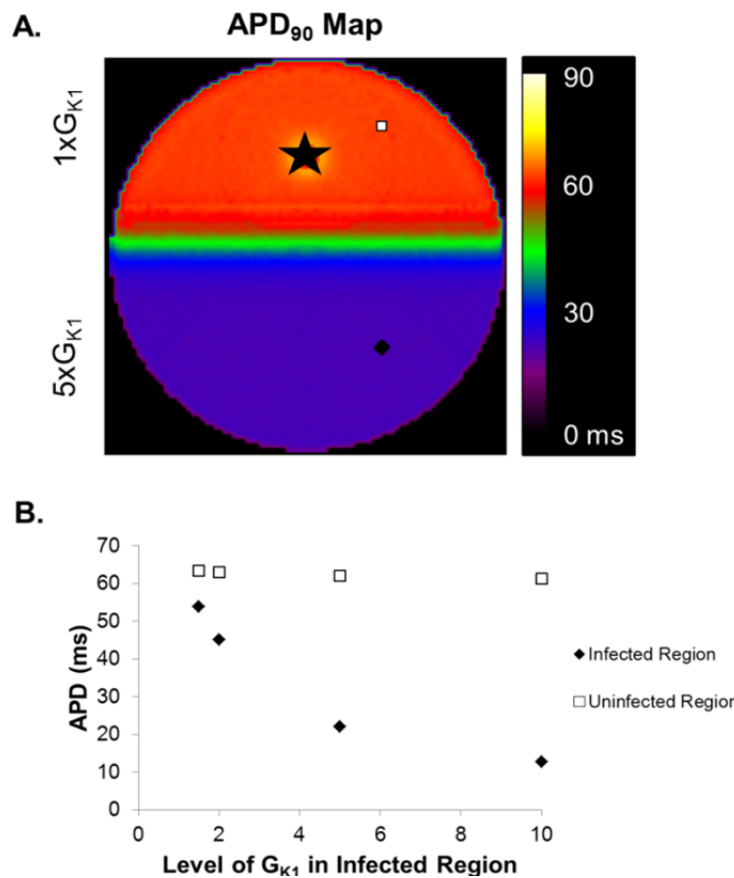 A.
APD90 Map
1xGK1
5xGK1
90
60
30
0 ms
B.
APD (ms)
70
60
50
40
30
20
10
0
0 2 4 6 8 10
Level of GK1 in Infected Region
Infected Region
Uninfected Region